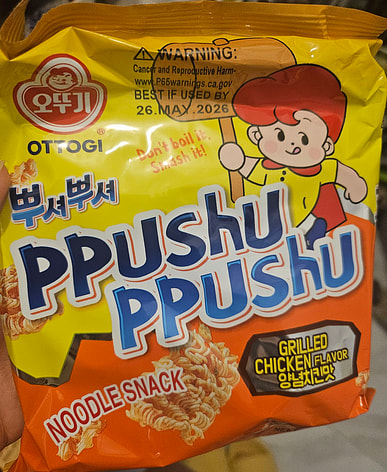 ⚠WARNING:
Cancer and Reproductive Harm-
www.P65warnings.ca.gov
BEST IF USED BY
26.MAY.2026
오뚜기
OTTOGI®
Don't boil it.
Smash it!
뿌셔뿌셔
PPUSHU
PPUSHU
GRILLED
CHICKEN FLAVOR
양념치킨맛
NOODLE SNACK